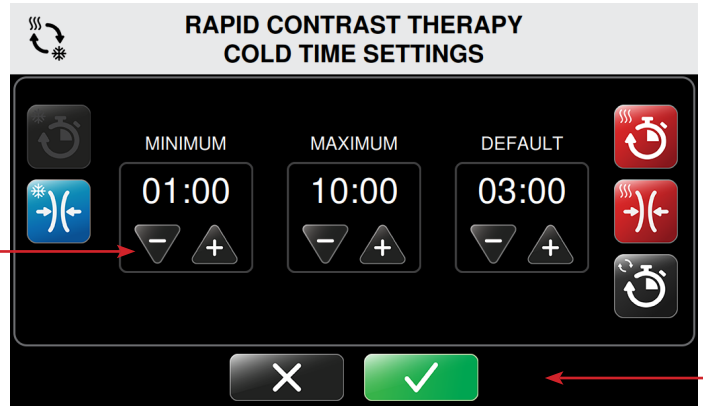 RAPID CONTRAST THERAPY
COLD TIME SETTINGS
MINIMUM MAXIMUM DEFAULT
01:00 10:00 03:00